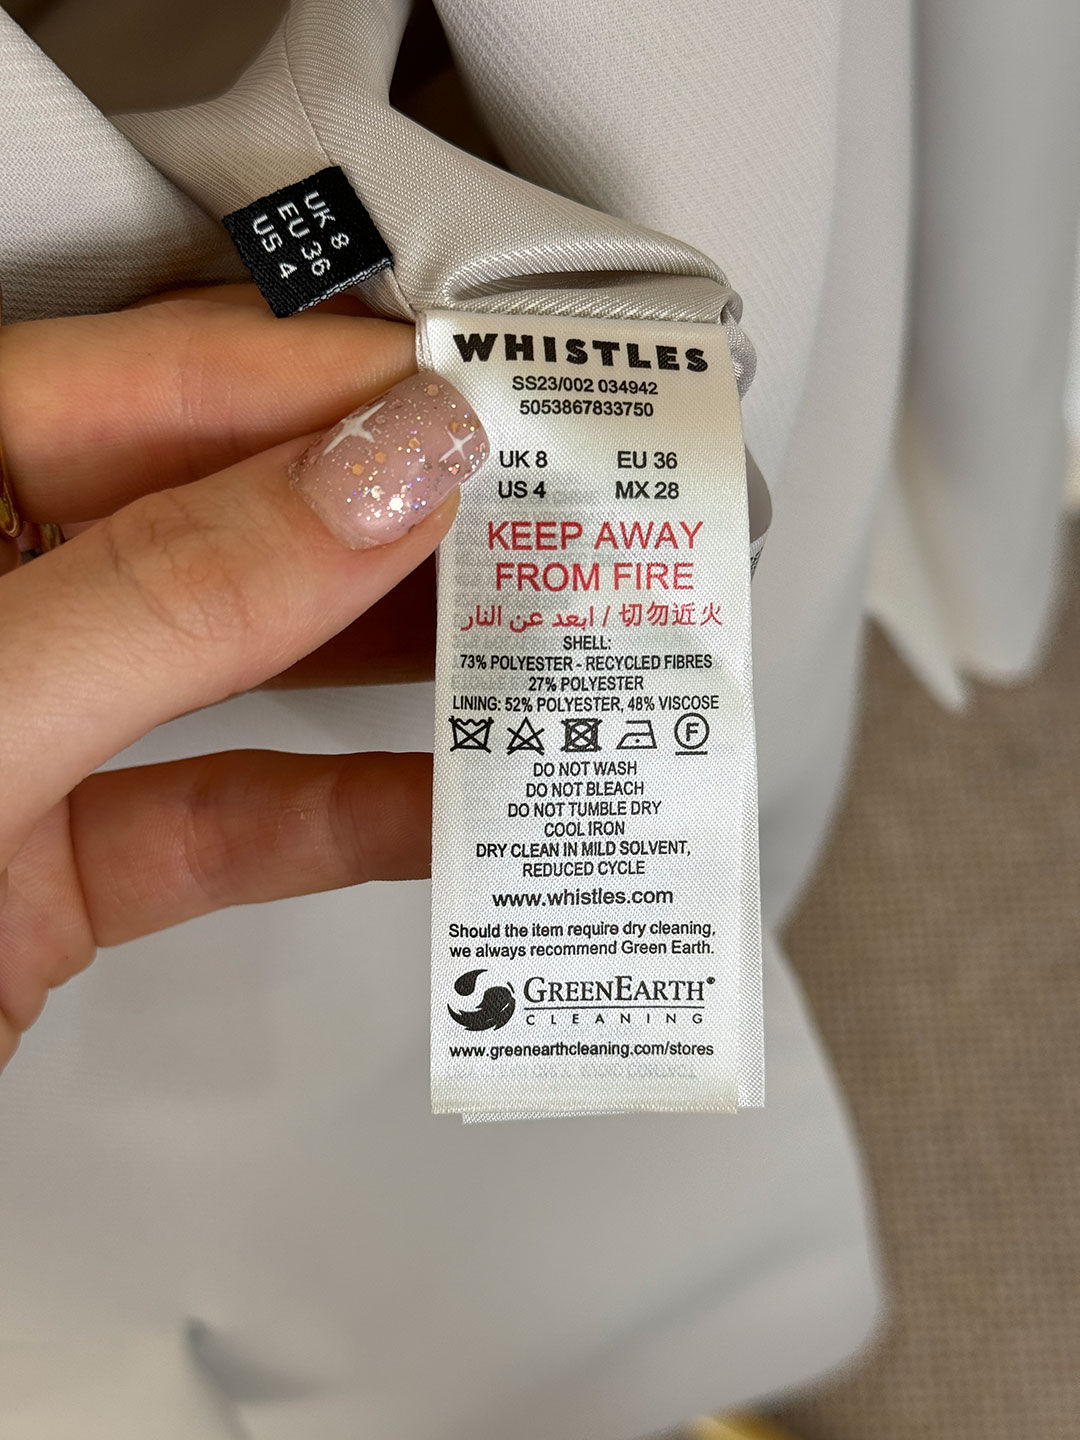 UK 8
EU 36
US 4
WHISTLES
SS23/002 034942
5053867833750
UK 8 EU 36
US 4 MX 28
KEEP AWAY
FROM FIRE
ابعد عن النار / 切勿近火
SHELL:
73% POLYESTER - RECYCLED FIBRES
27% POLYESTER
LINING: 52% POLYESTER, 48% VISCOSE
F
DO NOT WASH
DO NOT BLEACH
DO NOT TUMBLE DRY
COOL IRON
DRY CLEAN IN MILD SOLVENT,
REDUCED CYCLE
www.whistles.com
Should the item require dry cleaning,
we always recommend Green Earth.
GREENEARTH®
CLEANING
www.greenearthcleaning.com/stores